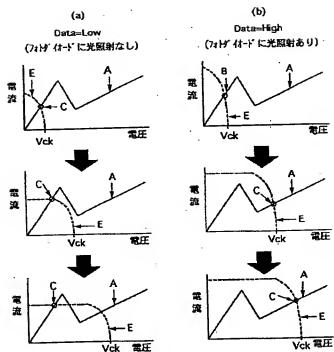 (a)
Data=Low
(フォトダイオードに光照射なし)
電流
E
A
C
Vck
電圧
電流
C
A
E
Vck
電圧
電流
C
A
E
Vck
電圧
(b)
Data=High
(フォトダイオードに光照射あり)
電流
B
A
E
Vck
電圧
電流
C
A
E
Vck
電圧
電流
C
A
E
Vck
電圧